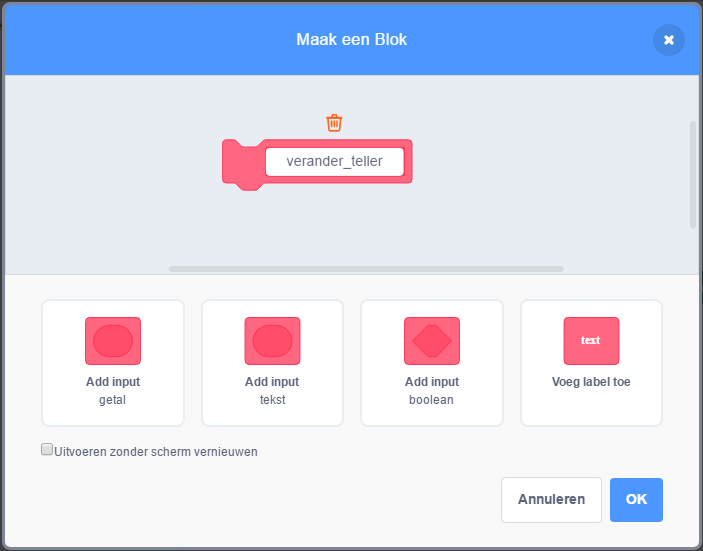 Maak een Blok
verander_teller
Add input
getal
Add input
tekst
Add input
boolean
text
Voeg label toe
Uitvoeren zonder scherm vernieuwen
Annuleren
OK